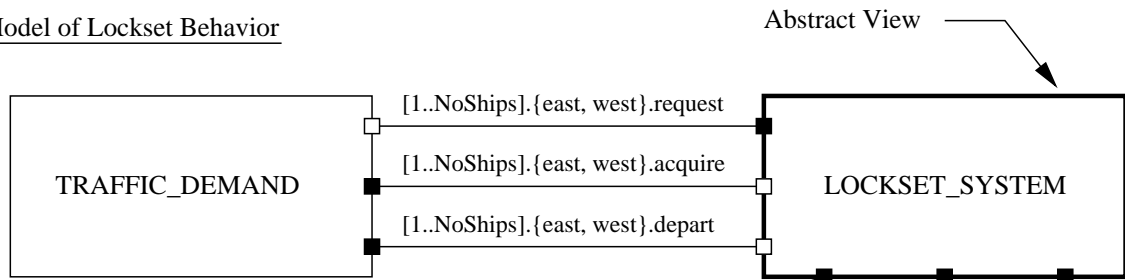 of Lockset Behavior
Abstract View
[1..NoShips].{east, west}.request
[1..NoShips].{east, west}.acquire
TRAFFIC_DEMAND
LOCKSET_SYSTEM
[1..NoShips].{east, west}.depart